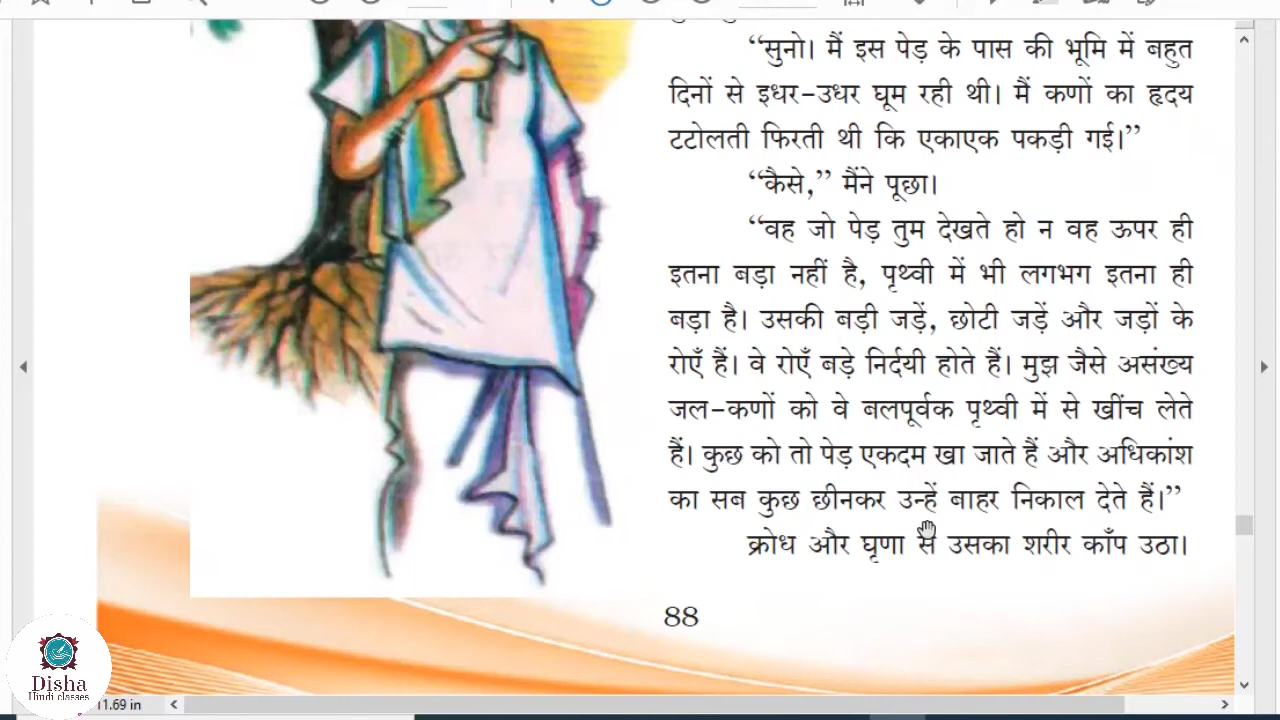 “सुनो। मैं इस पेड़ के पास की भूमि में बहुत
दिनों से इधर-उधर घूम रही थी। मैं कणों का हृदय
टटोलती फिरती थी कि एकाएक पकड़ी गई।”
“कैसे,” मैंने पूछा।
“वह जो पेड़ तुम देखते हो न वह ऊपर ही
इतना बड़ा नहीं है, पृथ्वी में भी लगभग इतना ही
बड़ा है। उसकी बड़ी जड़ें, छोटी जड़ें और जड़ों के
रोएँ हैं। वे रोएँ बड़े निर्दयी होते हैं। मुझ जैसे असंख्य
जल-कणों को वे बलपूर्वक पृथ्वी में से खींच लेते
हैं। कुछ को तो पेड़ एकदम खा जाते हैं और अधिकांश
का सब कुछ छीनकर उन्हें बाहर निकाल देते हैं।”
क्रोध और घृणा से उसका शरीर काँप उठा।
88
Disha
Hindi classes
11.69 in